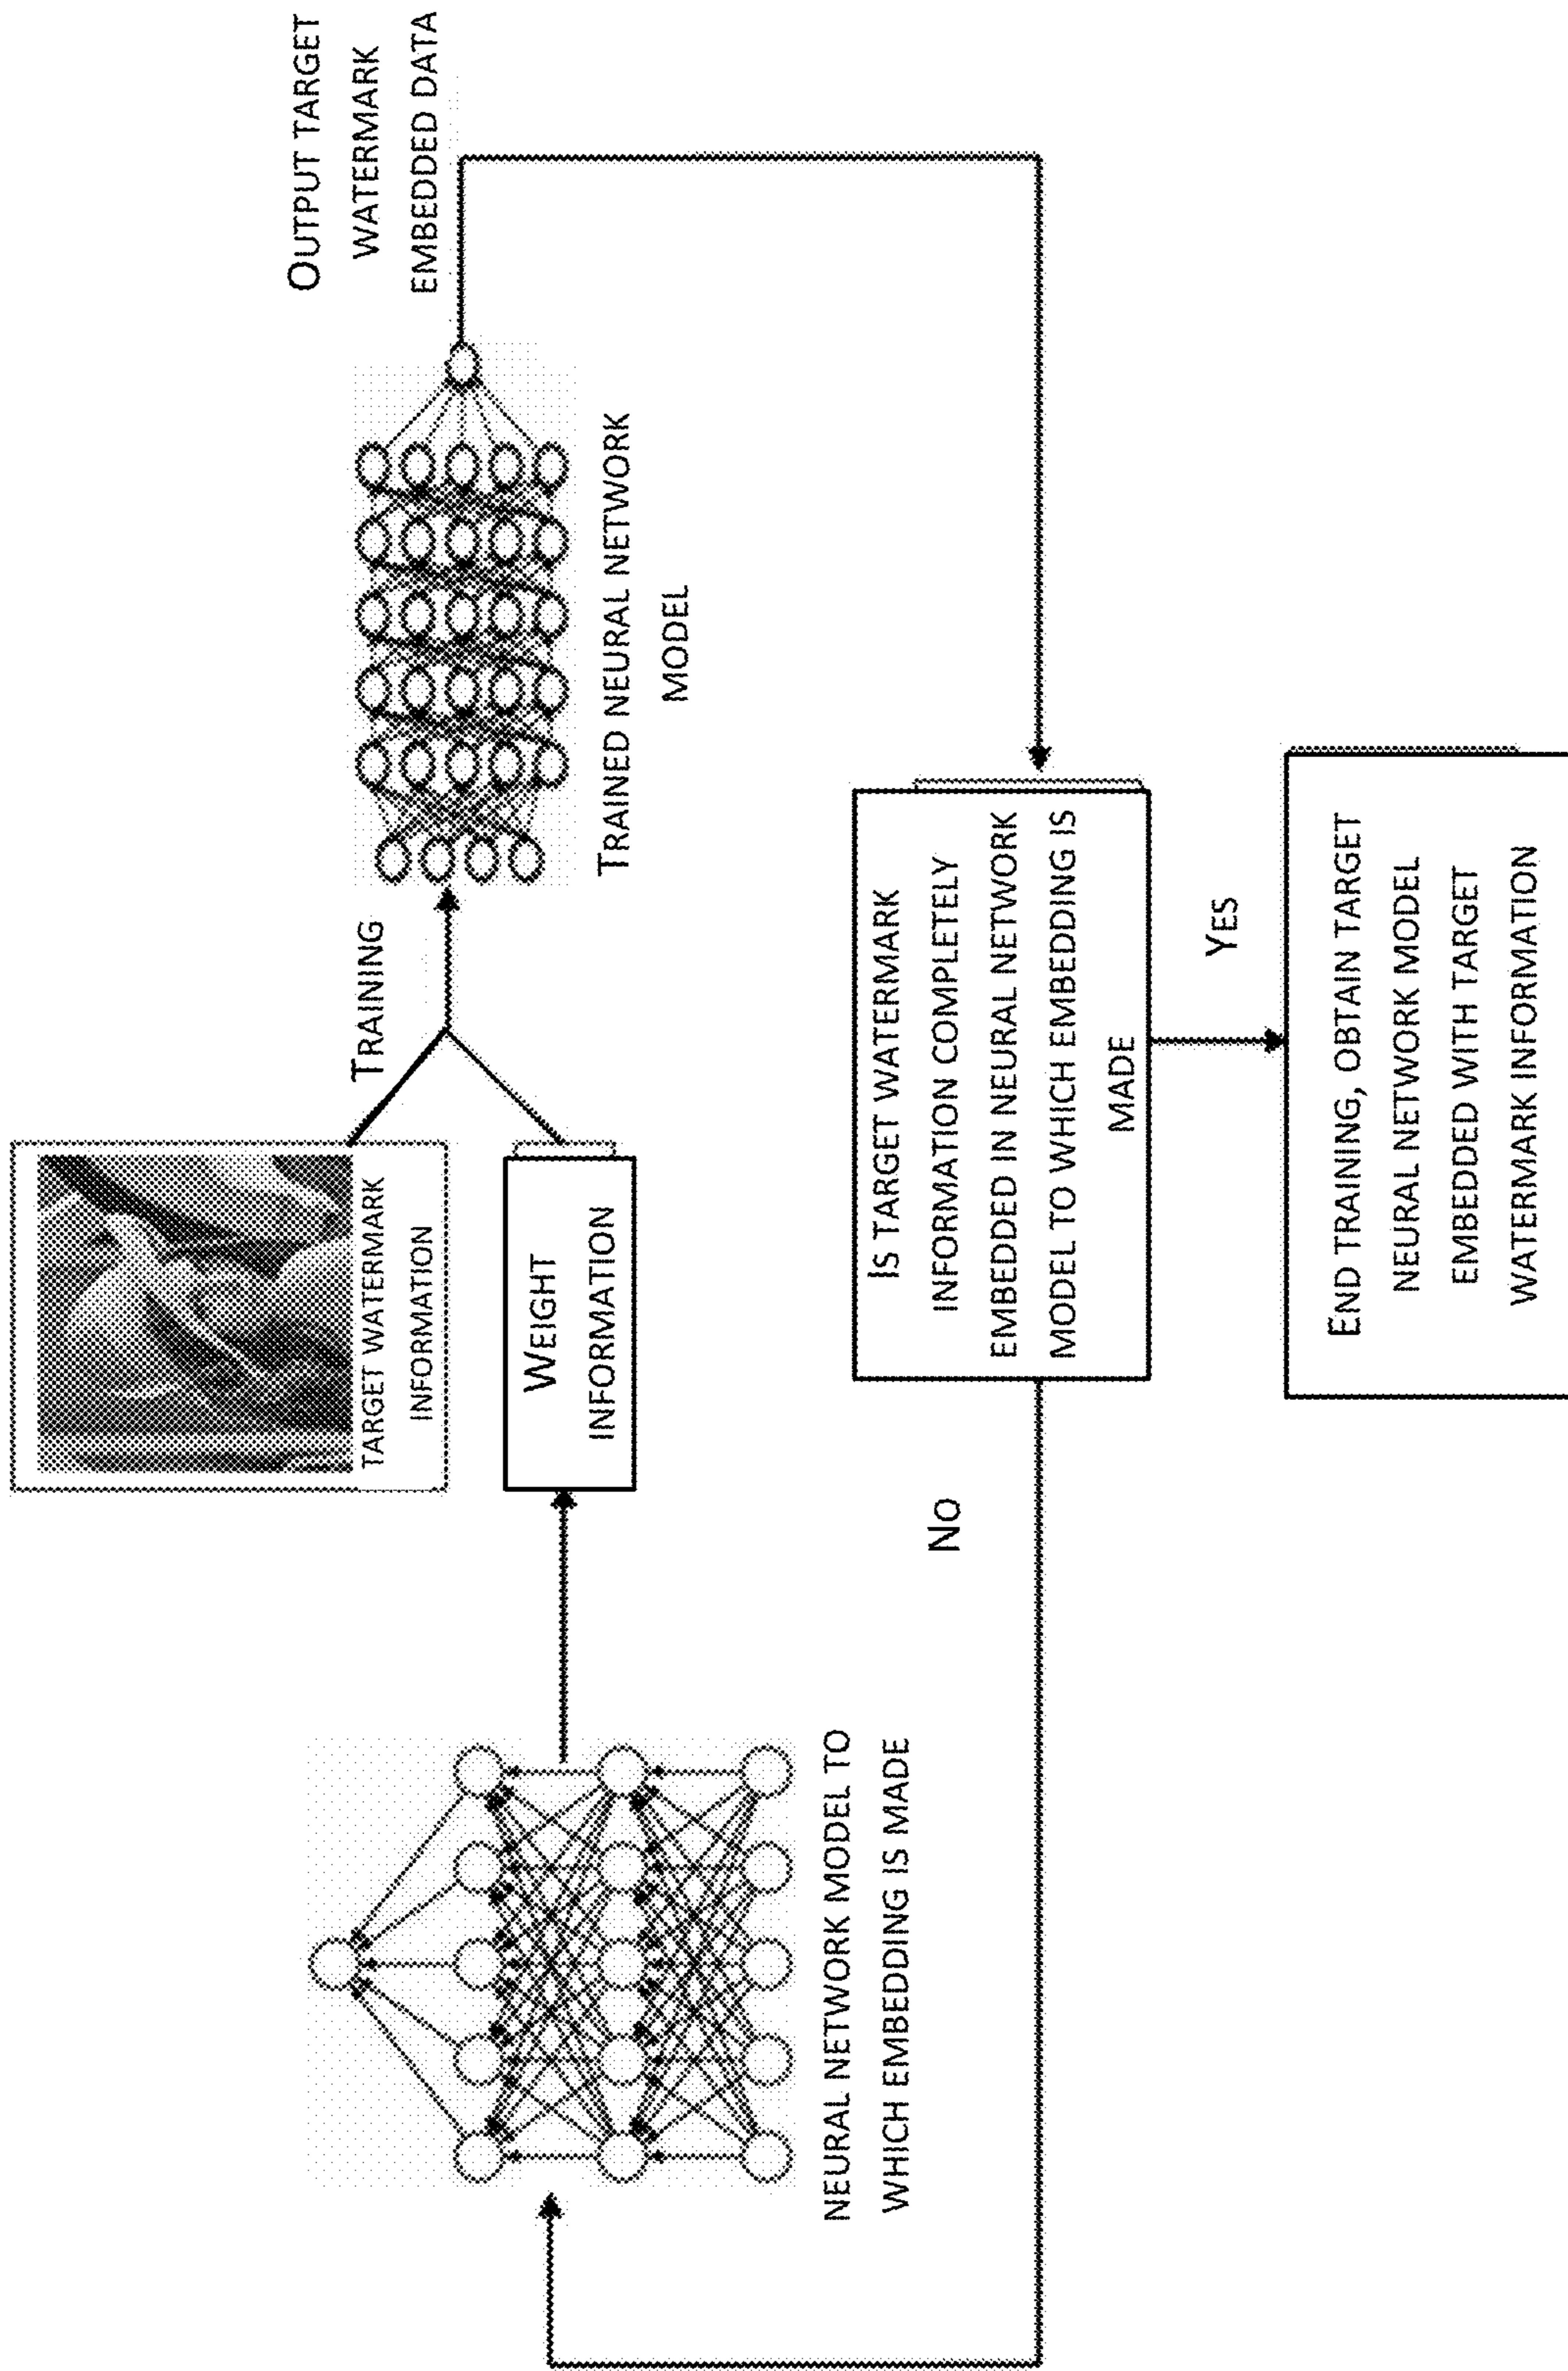 TARGET WATERMARK
INFORMATION
TRAINING
OUTPUT TARGET
WATERMARK
EMBEDDED DATA
WEIGHT
INFORMATION
TRAINED NEURAL NETWORK
MODEL
NEURAL NETWORK MODEL TO
WHICH EMBEDDING IS MADE
NO
IS TARGET WATERMARK
INFORMATION COMPLETELY
EMBEDDED IN NEURAL NETWORK
MODEL TO WHICH EMBEDDING IS
MADE
YES
END TRAINING, OBTAIN TARGET
NEURAL NETWORK MODEL
EMBEDDED WITH TARGET
WATERMARK INFORMATION